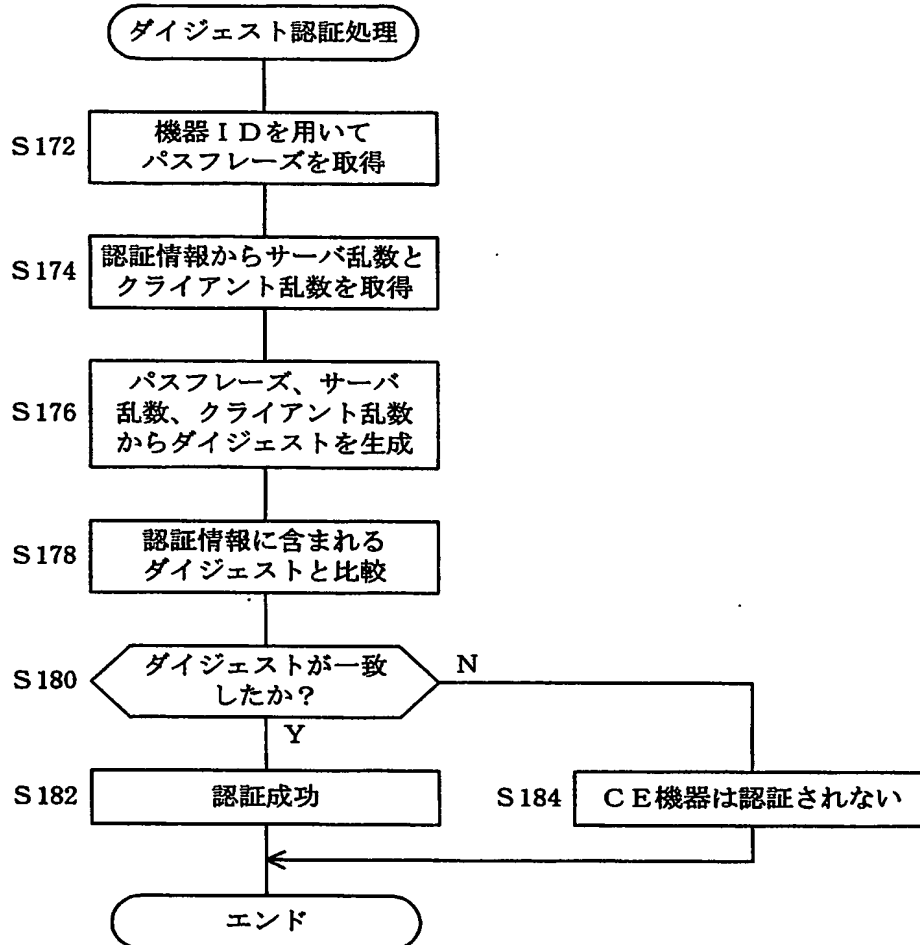 ダイジェスト認証処理
S172
機器IDを用いて
パスフレーズを取得
S174
認証情報からサーバ乱数と
クライアント乱数を取得
S176
パスフレーズ、サーバ
乱数、クライアント乱数
からダイジェストを生成
S178
認証情報に含まれる
ダイジェストと比較
S180
ダイジェストが一致
したか?
N
Y
S182
認証成功
S184
CE機器は認証されない
エンド